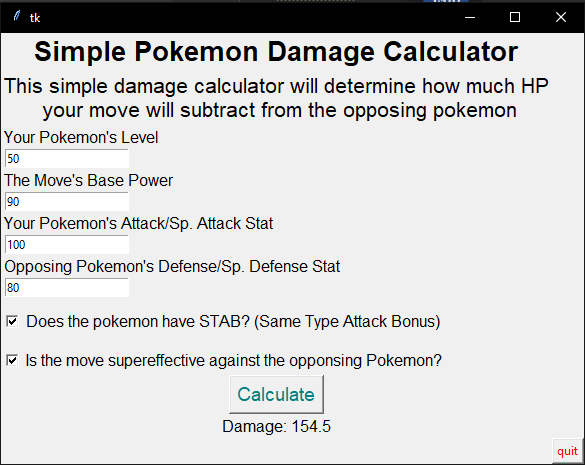 tk
Simple Pokemon Damage Calculator
This simple damage calculator will determine how much HP
your move will subtract from the opposing pokemon
Your Pokemon's Level
50
The Move's Base Power
90
Your Pokemon's Attack/Sp. Attack Stat
100
Opposing Pokemon's Defense/Sp. Defense Stat
80
Does the pokemon have STAB? (Same Type Attack Bonus)
Is the move supereffective against the opponsing Pokemon?
Calculate
Damage: 154.5
quit